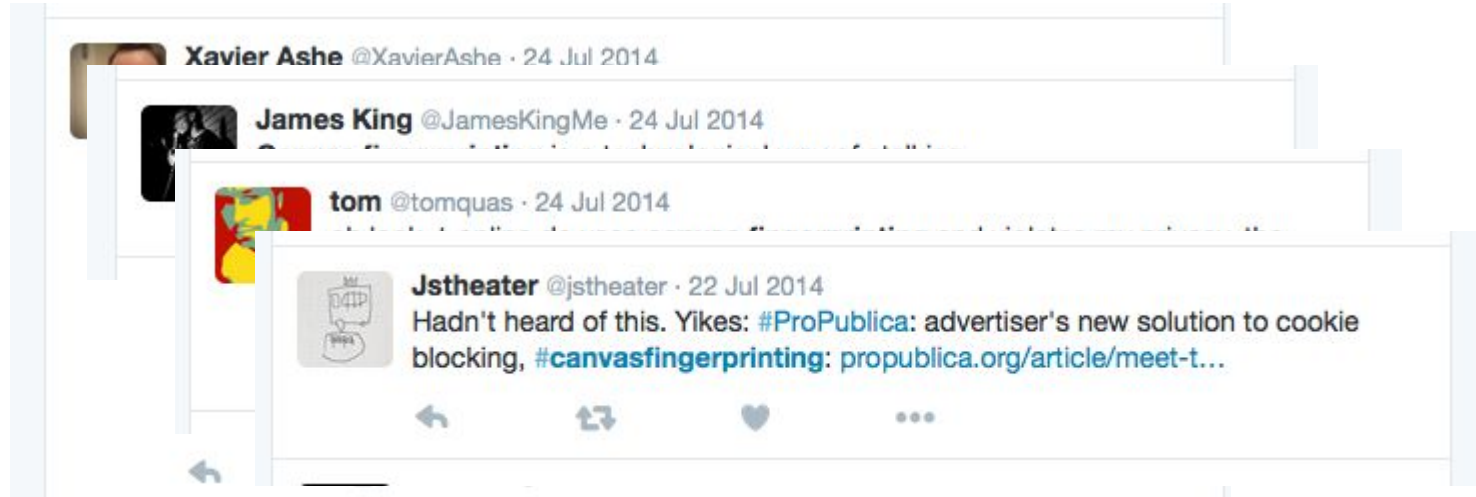 Xavier Ashe @XavierAshe · 24 Jul 2014
James King @JamesKingMe · 24 Jul 2014
tom @tomquas · 24 Jul 2014
Jstheater @jstheater · 22 Jul 2014
Hadn't heard of this. Yikes: #ProPublica: advertiser's new solution to cookie
blocking, #canvasfingerprinting: propublica.org/article/meet-t...